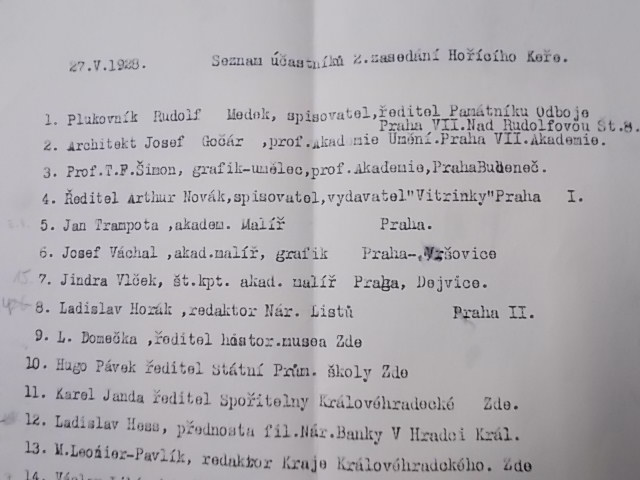 27.V.1928. Seznam účastníků 2.zasedání Hořícího Keře.
1. Plukovník Rudolf Medek, spisovatel,ředitel Památníku Odboje
Praha VII.Nad Rudolfovou St.8.
2. Architekt Josef Gočár ,prof.Akademie Umění.Praha VII.Akademie.
3. Prof.T.F.Šimon, grafik-umělec,prof.Akademie,PrahaBubeneč.
4. Ředitel Arthur Novák,spisovatel,vydavatel"Vitrinky"Praha I.
5. Jan Trampota ,akadem. Malíř Praha.
6. Josef Váchal ,akad.malíř, grafik Praha-,Vršovice
7. Jindra Vlček, št.kpt. akad. malíř Praha, Dejvice.
8. Ladislav Horák ,redaktor Nár. Listů Praha II.
9. L. Domečka ,ředitel histor.musea Zde
10. Hugo Pávek ředitel Státní Prům. školy Zde
11. Karel Janda ředitel Spořitelny Královéhradecké Zde.
12. Ladislav Hess, přednosta fil.Nár.Banky V Hradci Král.
13. M.Leonier-Pavlík, redaktor Kraje Královéhradckého. Zde
14.